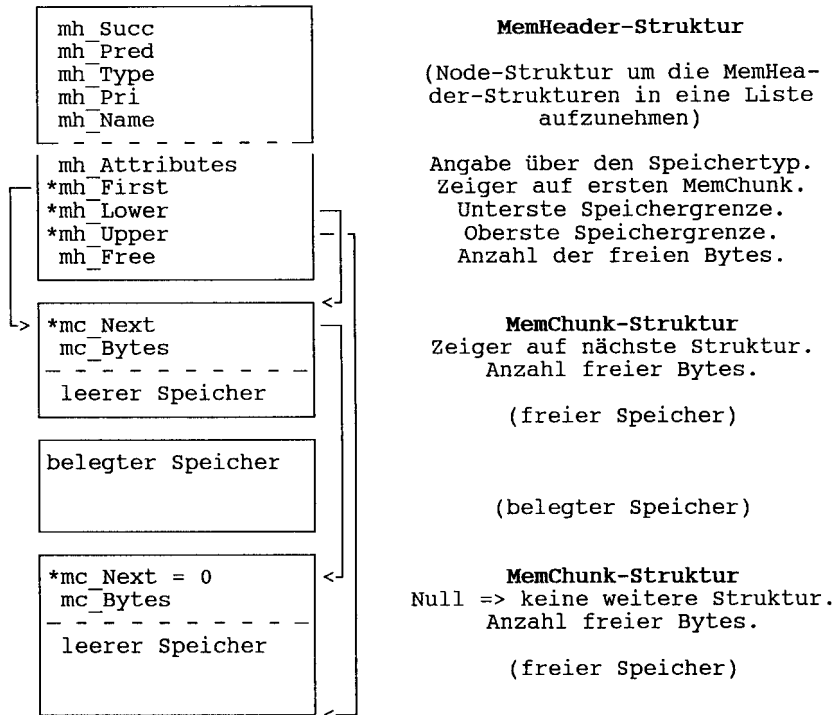 mh_Succ MemHeader-Struktur
mh_Pred
mh_Type (Node-Struktur um die MemHea-
mh_Pri der-Strukturen in eine Liste
mh_Name aufzunehmen)
mh_Attributes Angabe über den Speichertyp.
*mh_First Zeiger auf ersten MemChunk.
*mh_Lower Unterste Speichergrenze.
*mh_Upper Oberste Speichergrenze.
mh_Free Anzahl der freien Bytes.
*mc_Next MemChunk-Struktur
mc_Bytes Zeiger auf nächste Struktur.
Anzahl freier Bytes.
leerer Speicher
(freier Speicher)
belegter Speicher
(belegter Speicher)
*mc_Next = 0 MemChunk-Struktur
mc_Bytes Null => keine weitere Struktur.
Anzahl freier Bytes.
leerer Speicher
(freier Speicher)